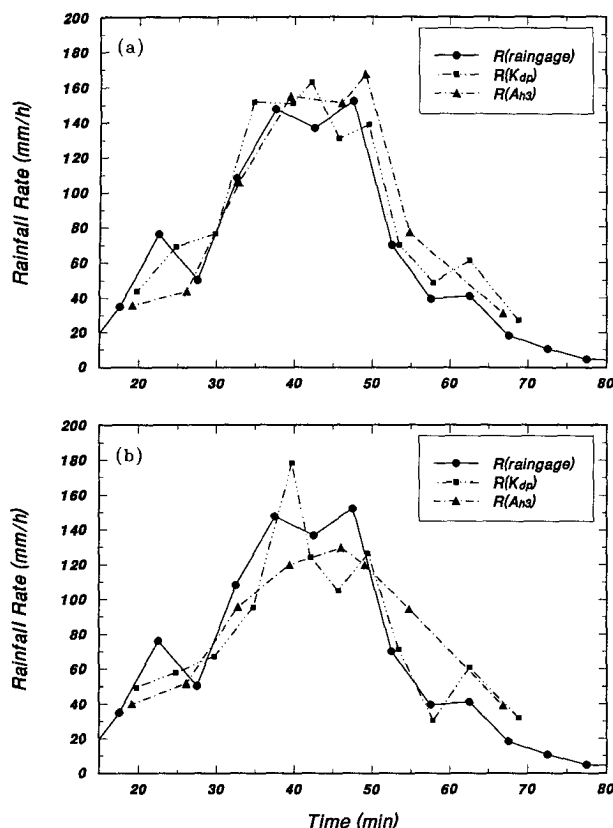 (a)
R(raingage)
R(Kdp)
R(Ah3)
Rainfall Rate (mm/h)
200
180
160
140
120
100
80
60
40
20
0
20 30 40 50 60 70 80
(b)
R(raingage)
R(Kdp)
R(Ah3)
Rainfall Rate (mm/h)
200
180
160
140
120
100
80
60
40
20
0
20 30 40 50 60 70 80
Time (min)